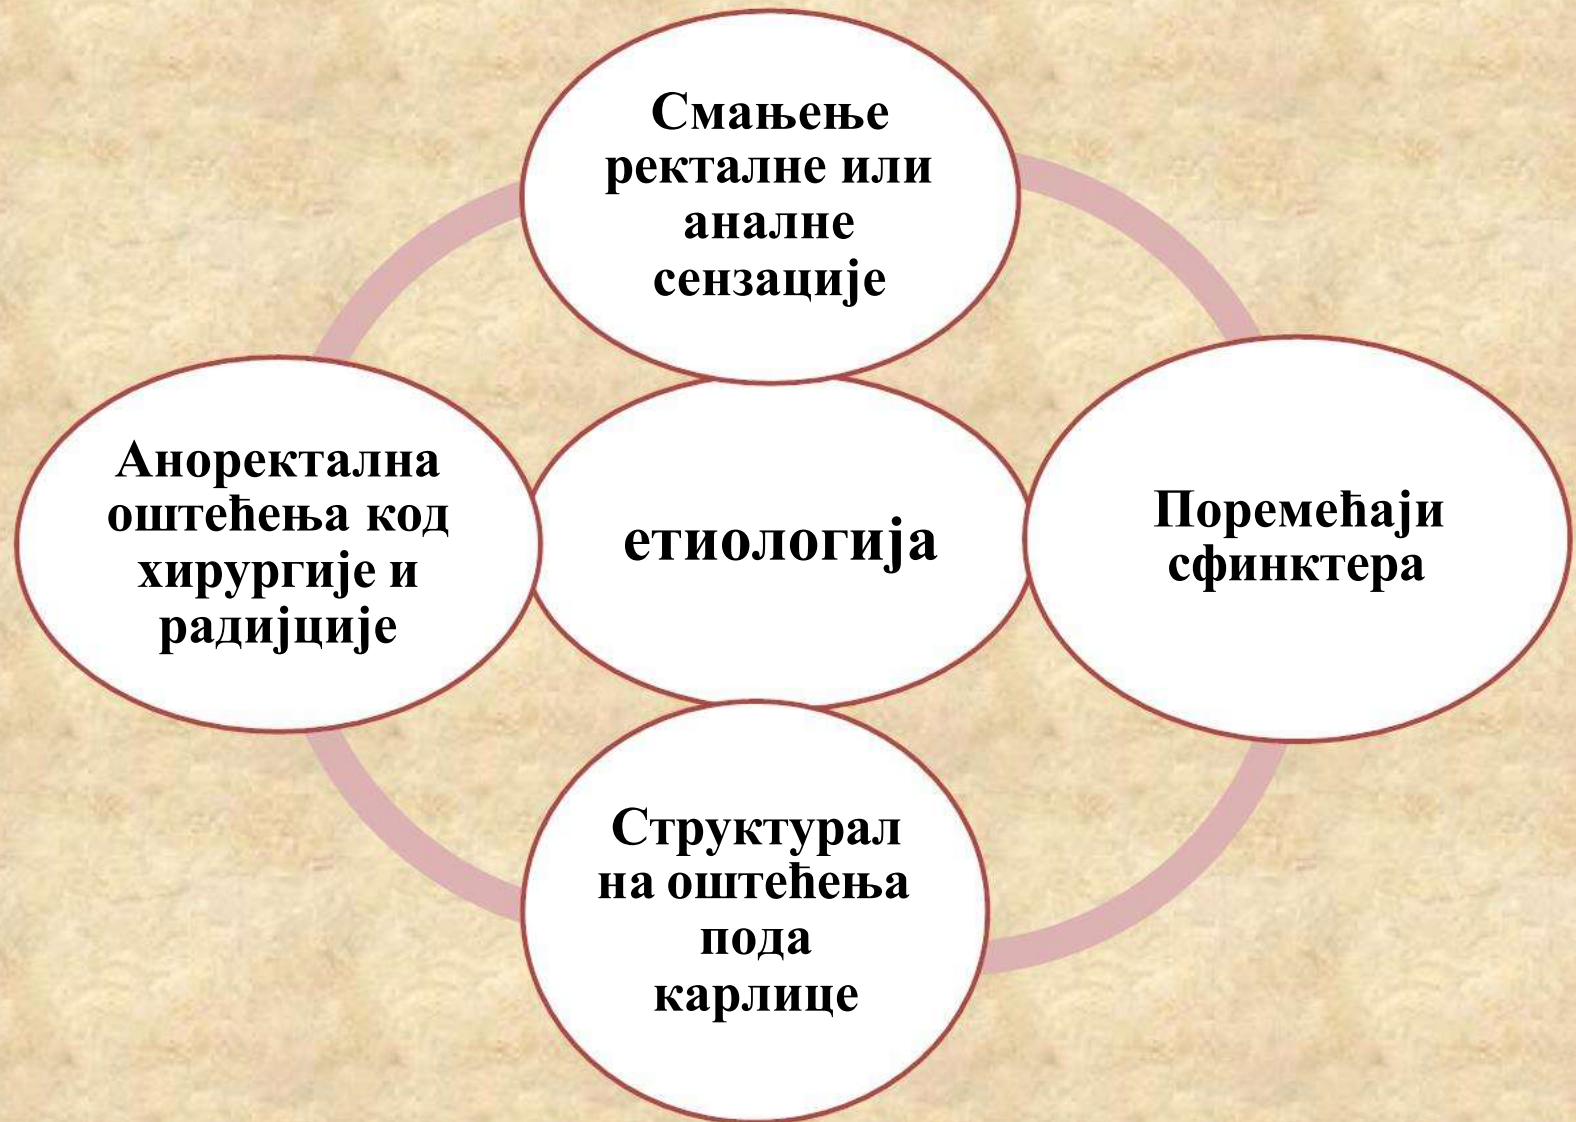 Смањење
ректалне или
аналне
сензације
Аноректална
оштећења код
хирургије и
радијције
етиологија
Поремећаји
сфинктера
Структурал
на оштећења
пода
карлице